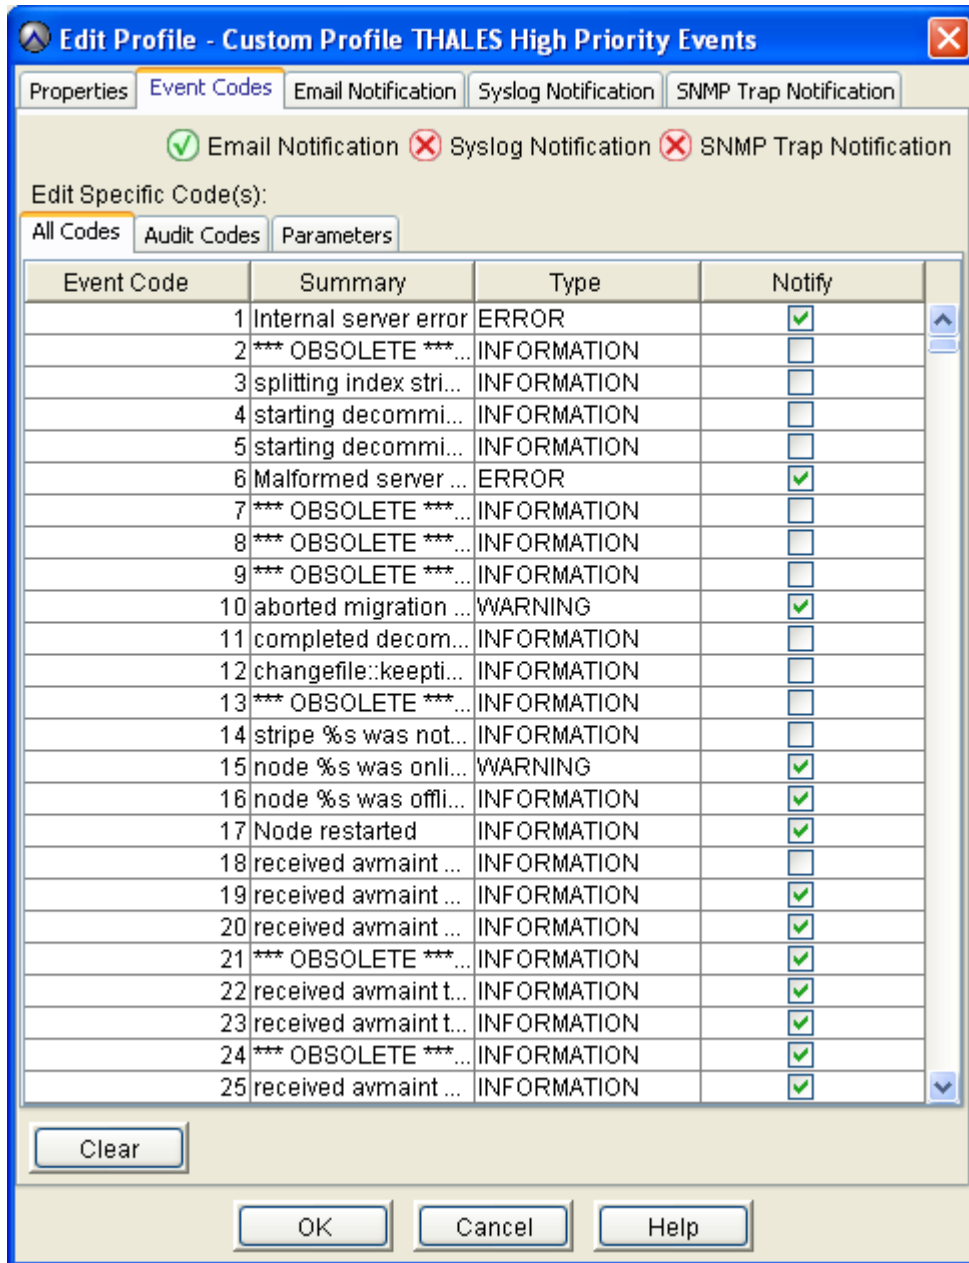 Edit Profile - Custom Profile THALES High Priority Events
Properties Event Codes Email Notification Syslog Notification SNMP Trap Notification
Email Notification Syslog Notification SNMP Trap Notification
Edit Specific Code(s):
All Codes Audit Codes Parameters
Event Code Summary Type Notify
1 Internal server error ERROR
2 *** OBSOLETE ***... INFORMATION
3 splitting index stri... INFORMATION
4 starting decommi... INFORMATION
5 starting decommi... INFORMATION
6 Malformed server ... ERROR
7 *** OBSOLETE ***... INFORMATION
8 *** OBSOLETE ***... INFORMATION
9 *** OBSOLETE ***... INFORMATION
10 aborted migration ... WARNING
11 completed decom... INFORMATION
12 changefile::keepti... INFORMATION
13 *** OBSOLETE ***... INFORMATION
14 stripe %s was not... INFORMATION
15 node %s was onli... WARNING
16 node %s was offli... INFORMATION
17 Node restarted INFORMATION
18 received avmaint ... INFORMATION
19 received avmaint ... INFORMATION
20 received avmaint ... INFORMATION
21 *** OBSOLETE ***... INFORMATION
22 received avmaint t... INFORMATION
23 received avmaint t... INFORMATION
24 *** OBSOLETE ***... INFORMATION
25 received avmaint ... INFORMATION
Clear
OK Cancel Help